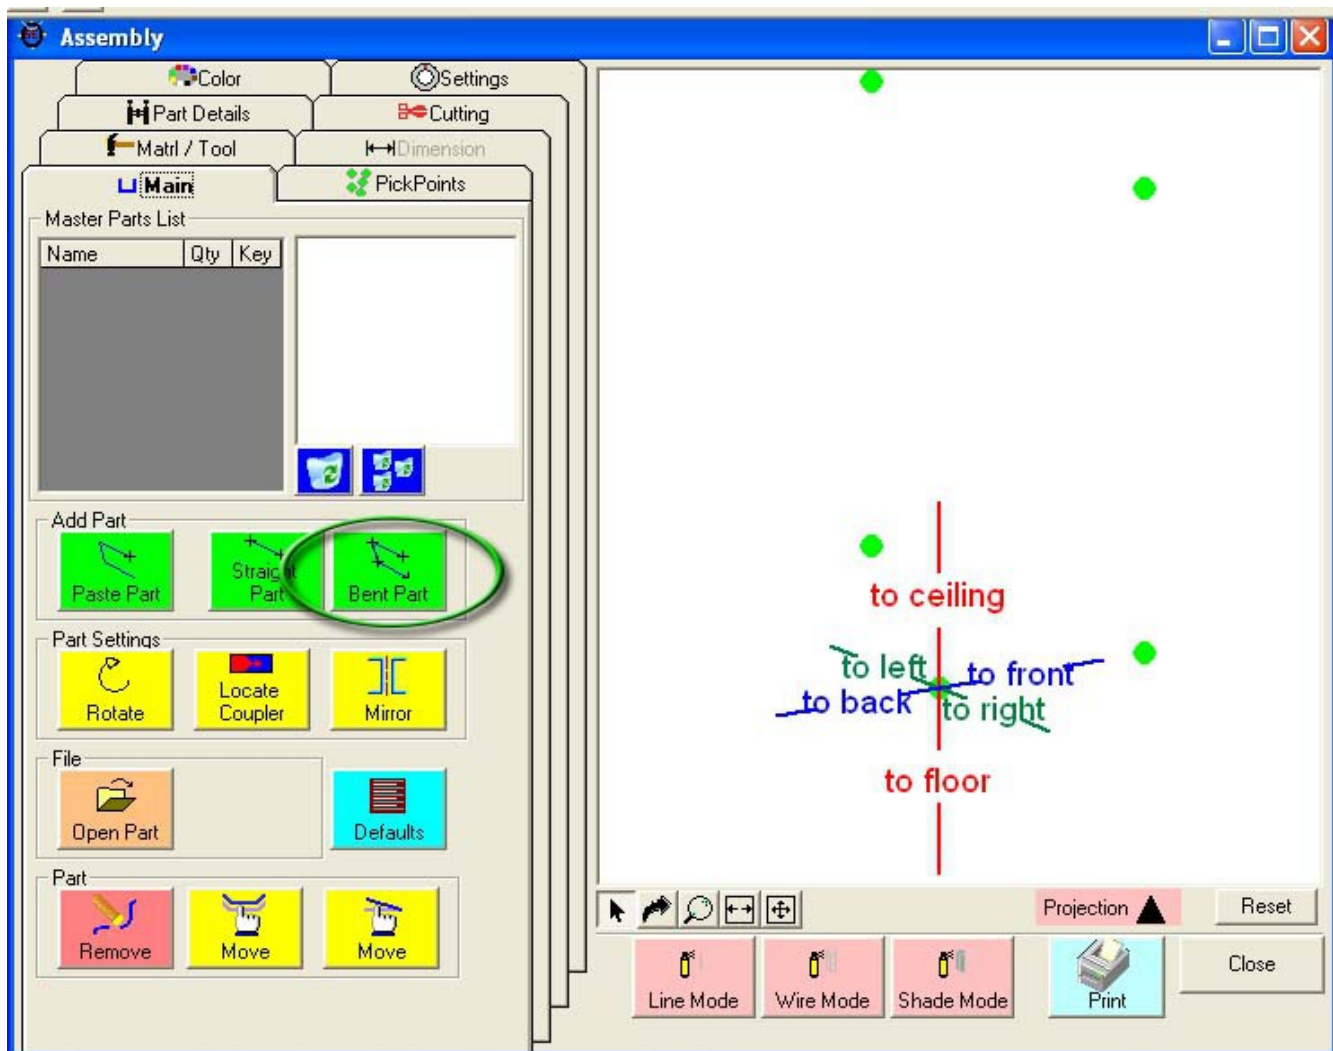 Assembly
Color
Settings
Part Details
Cutting
Matrl / Tool
Dimension
Main
PickPoints
Master Parts List
Name Qty Key
Add Part
Paste Part
Straight
Part
Bent Part
Part Settings
Rotate
Locate
Coupler
Mirror
File
Open Part
Defaults
Part
Remove
Move
Move
to ceiling
to left
to front
to back
to right
to floor
Projection
Reset
Line Mode
Wire Mode
Shade Mode
Print
Close